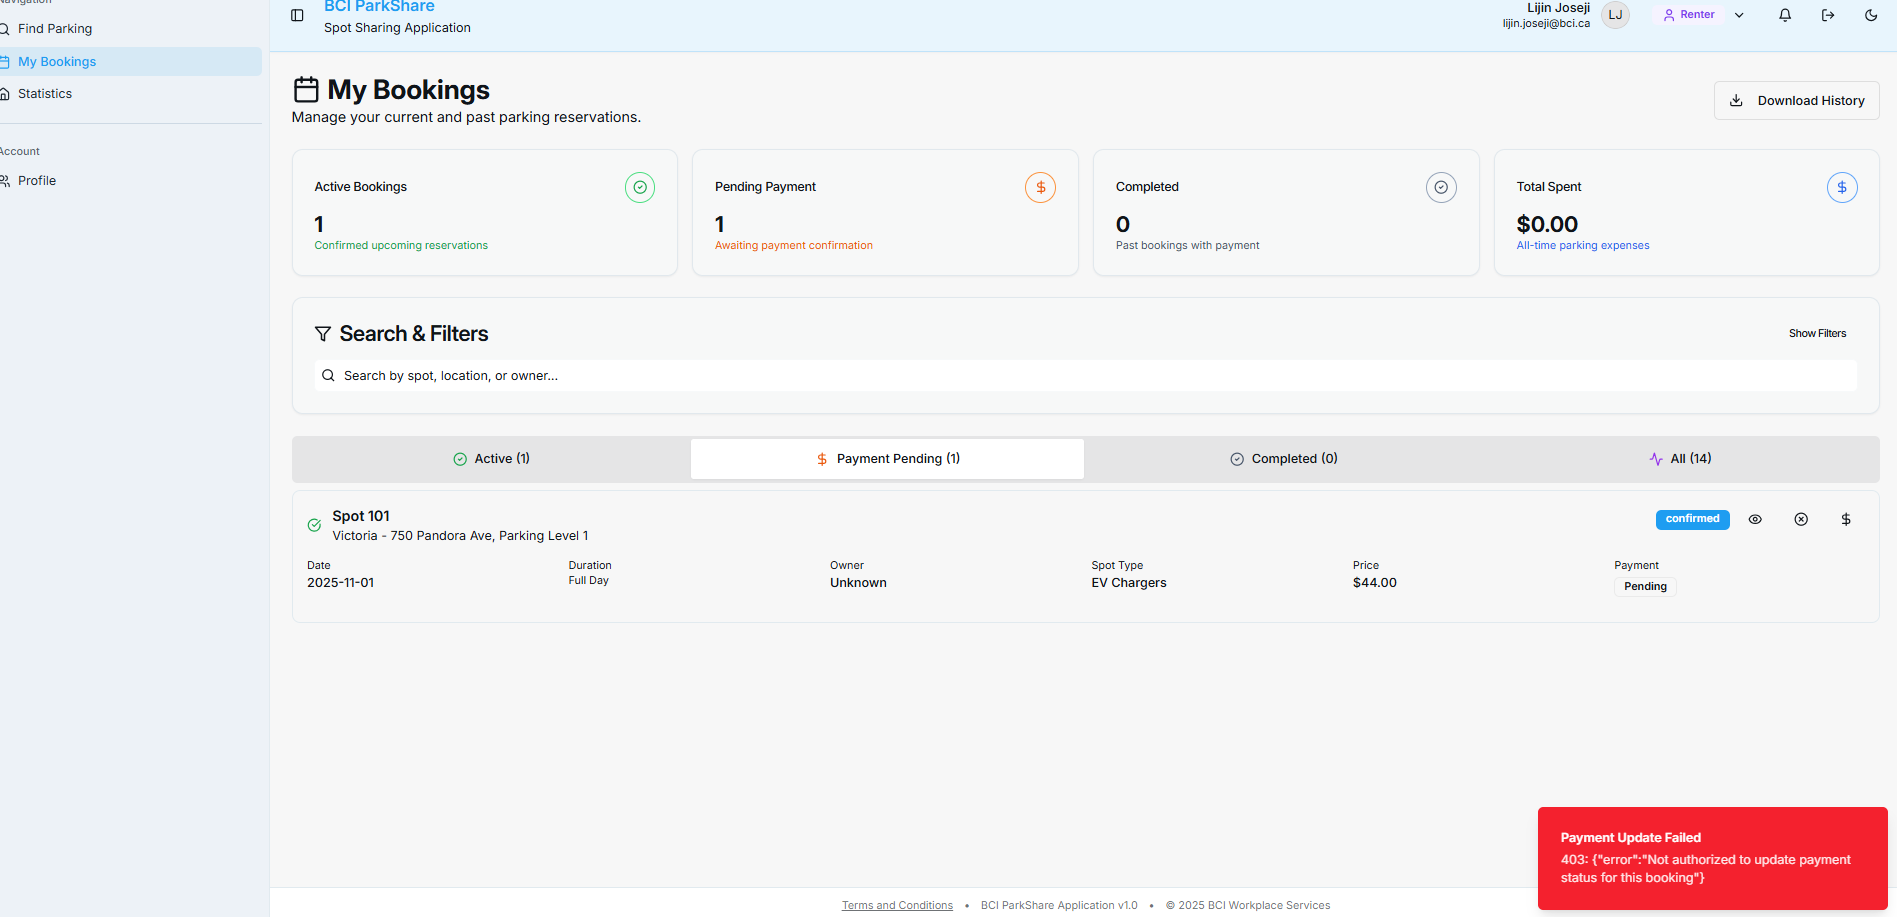 Navigation
Find Parking
My Bookings
Statistics
Account
Profile
BCI ParkShare
Spot Sharing Application
Lijin Joseji
lijin.joseji@bci.ca
LJ
Renter
My Bookings
Manage your current and past parking reservations.
Download History
Active Bookings
1
Confirmed upcoming reservations
Pending Payment
$
1
Awaiting payment confirmation
Completed
0
Past bookings with payment
Total Spent
$
$0.00
All-time parking expenses
Search & Filters
Show Filters
Search by spot, location, or owner...
Active (1)
$ Payment Pending (1)
Completed (0)
All (14)
Spot 101
Victoria - 750 Pandora Ave, Parking Level 1
confirmed
$
Date
2025-11-01
Duration
Full Day
Owner
Unknown
Spot Type
EV Chargers
Price
$44.00
Payment
Pending
Payment Update Failed
403: {"error":"Not authorized to update payment
status for this booking"}
Terms and Conditions • BCI ParkShare Application v1.0 • © 2025 BCI Workplace Services